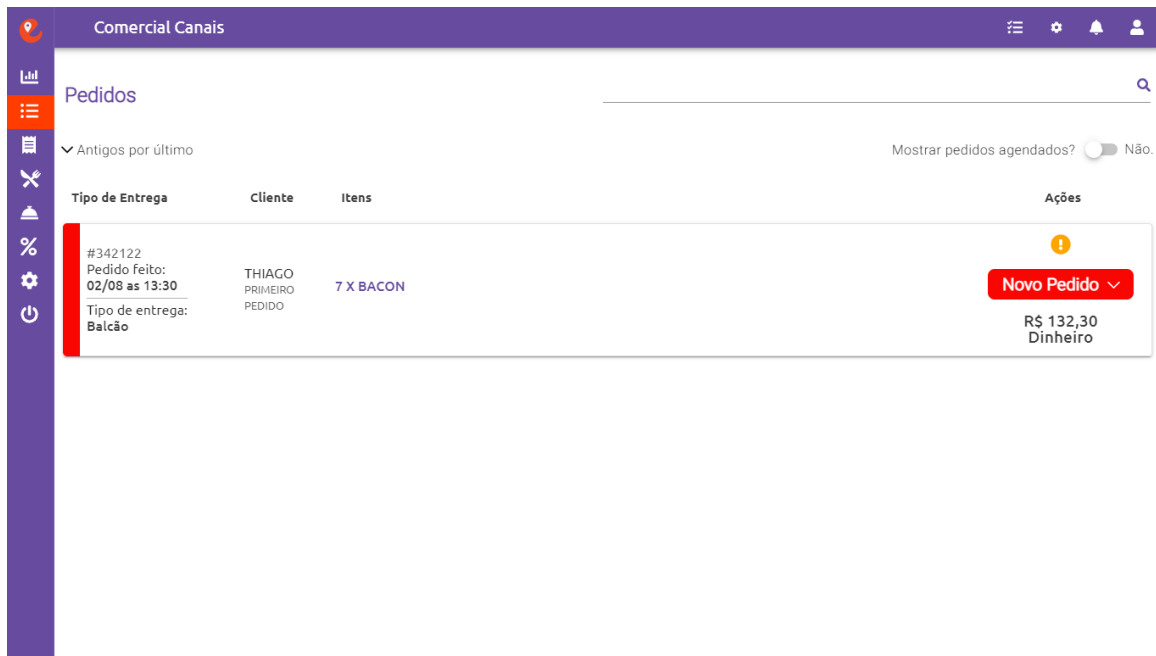 Comercial Canais
Pedidos
Antigos por último
Mostrar pedidos agendados? Não.
Tipo de Entrega Cliente Itens Ações
#342122
Pedido feito:
02/08 as 13:30
Tipo de entrega:
Balcão
THIAGO
PRIMEIRO
PEDIDO
7 X BACON
Novo Pedido
R$ 132,30
Dinheiro